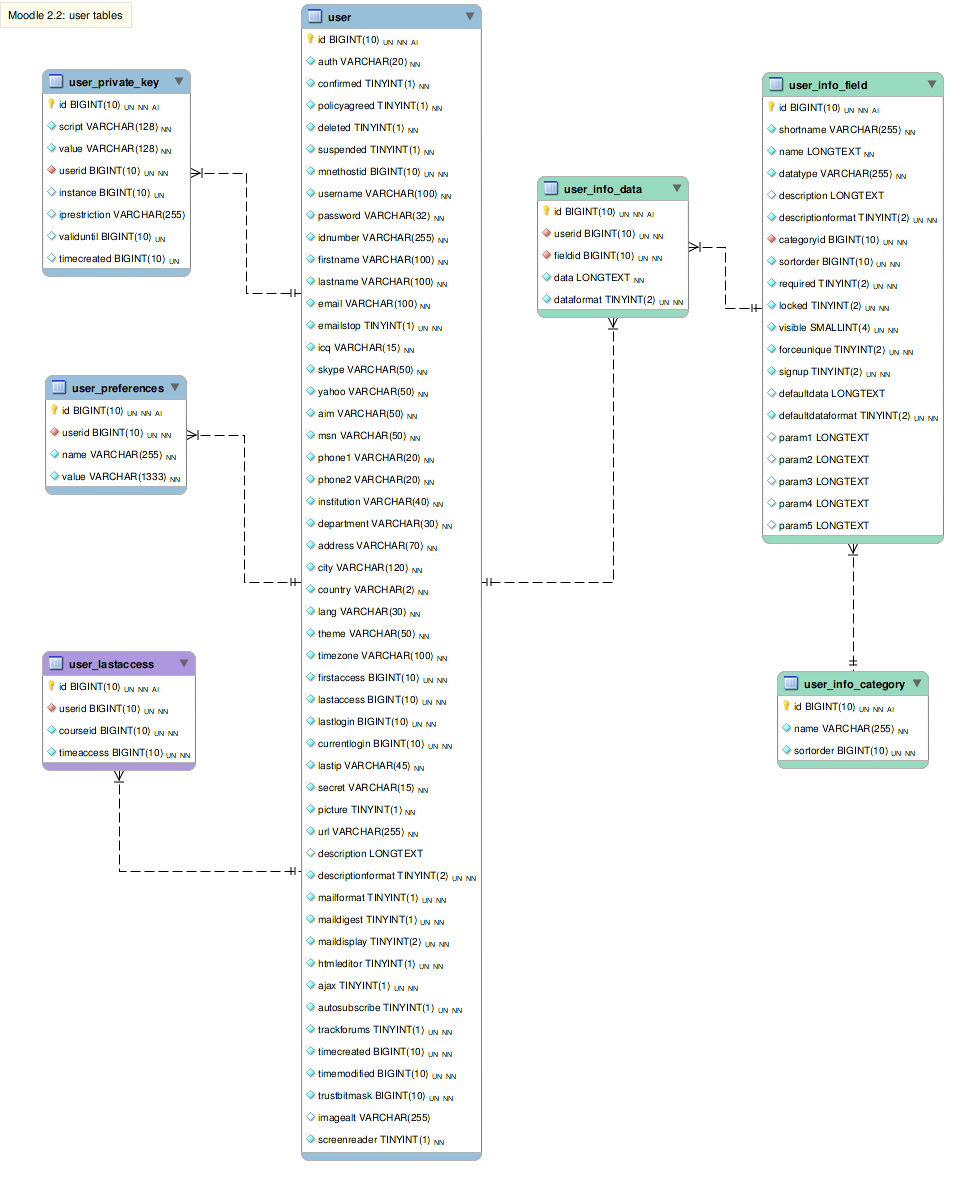 Moodle 2.2: user tables
user
id BIGINT(10) UN NN AI
auth VARCHAR(20) NN
confirmed TINYINT(1) NN
policyagreed TINYINT(1) NN
deleted TINYINT(1) NN
suspended TINYINT(1) NN
mnethostid BIGINT(10) UN NN
username VARCHAR(100) NN
password VARCHAR(32) NN
idnumber VARCHAR(255) NN
firstname VARCHAR(100) NN
lastname VARCHAR(100) NN
email VARCHAR(100) NN
emailstop TINYINT(1) UN NN
icq VARCHAR(15) NN
skype VARCHAR(50) NN
yahoo VARCHAR(50) NN
aim VARCHAR(50) NN
msn VARCHAR(50) NN
phone1 VARCHAR(20) NN
phone2 VARCHAR(20) NN
institution VARCHAR(40) NN
department VARCHAR(30) NN
address VARCHAR(70) NN
city VARCHAR(120) NN
country VARCHAR(2) NN
lang VARCHAR(30) NN
theme VARCHAR(50) NN
timezone VARCHAR(100) NN
firstaccess BIGINT(10) UN NN
lastaccess BIGINT(10) UN NN
lastlogin BIGINT(10) UN NN
currentlogin BIGINT(10) UN NN
lastip VARCHAR(45) NN
secret VARCHAR(15) NN
picture TINYINT(1) NN
url VARCHAR(255) NN
description LONGTEXT
descriptionformat TINYINT(2) UN NN
mailformat TINYINT(1) UN NN
maildigest TINYINT(1) UN NN
maildisplay TINYINT(2) UN NN
htmleditor TINYINT(1) UN NN
ajax TINYINT(1) UN NN
autosubscribe TINYINT(1) UN NN
trackforums TINYINT(1) UN NN
timecreated BIGINT(10) UN NN
timemodified BIGINT(10) UN NN
trustbitmask BIGINT(10) UN NN
imagealt VARCHAR(255)
screenreader TINYINT(1) NN
user_private_key
id BIGINT(10) UN NN AI
script VARCHAR(128) NN
value VARCHAR(128) NN
userid BIGINT(10) UN NN
instance BIGINT(10) UN
iprestriction VARCHAR(255)
validuntil BIGINT(10) UN
timecreated BIGINT(10) UN
user_preferences
id BIGINT(10) UN NN AI
userid BIGINT(10) UN NN
name VARCHAR(255) NN
value VARCHAR(1333) NN
user_lastaccess
id BIGINT(10) UN NN AI
userid BIGINT(10) UN NN
courseid BIGINT(10) UN NN
timeaccess BIGINT(10) UN NN
user_info_data
id BIGINT(10) UN NN AI
userid BIGINT(10) UN NN
fieldid BIGINT(10) UN NN
data LONGTEXT NN
dataformat TINYINT(2) UN NN
user_info_field
id BIGINT(10) UN NN AI
shortname VARCHAR(255) NN
name LONGTEXT NN
datatype VARCHAR(255) NN
description LONGTEXT
descriptionformat TINYINT(2) UN NN
categoryid BIGINT(10) UN NN
sortorder BIGINT(10) UN NN
required TINYINT(2) UN NN
locked TINYINT(2) UN NN
visible SMALLINT(4) UN NN
forceunique TINYINT(2) UN NN
signup TINYINT(2) UN NN
defaultdata LONGTEXT
defaultdataformat TINYINT(2) UN NN
param1 LONGTEXT
param2 LONGTEXT
param3 LONGTEXT
param4 LONGTEXT
param5 LONGTEXT
user_info_category
id BIGINT(10) UN NN AI
name VARCHAR(255) NN
sortorder BIGINT(10) UN NN